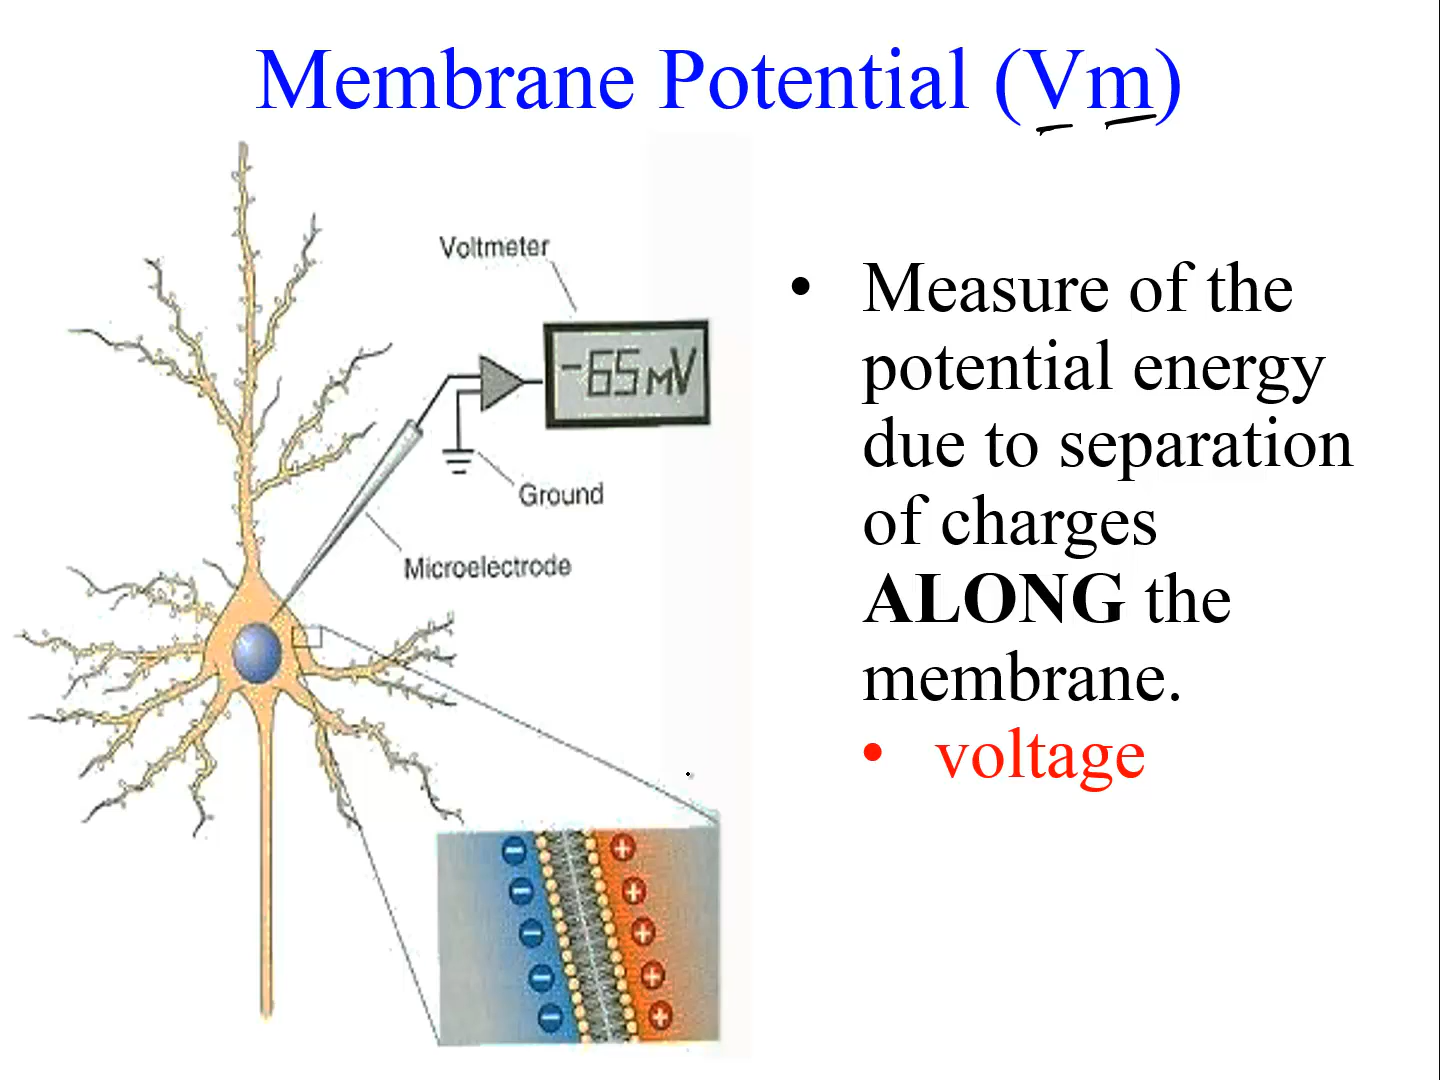 Membrane Potential (Vm)
Voltmeter
-65 mV
Ground
Microelectrode
• Measure of the
potential energy
due to separation
of charges
ALONG the
membrane.
• voltage